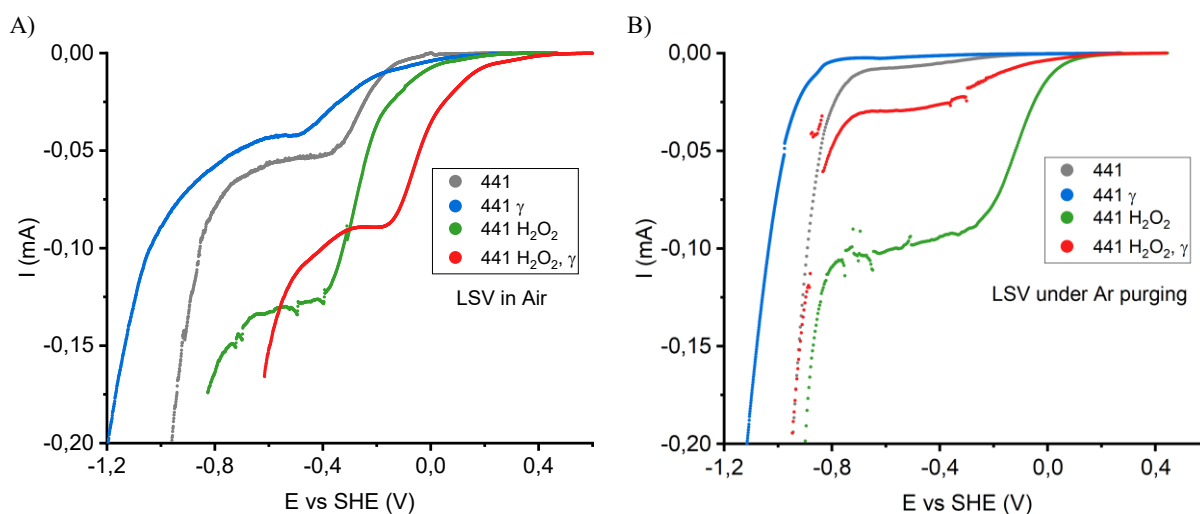 A)
0,00
-0,05
-0,10
-0,15
-0,20
I (mA)
441
441 γ
441 H₂O₂
441 H₂O₂, γ
LSV in Air
-1,2 -0,8 -0,4 0,0 0,4
E vs SHE (V)
B)
0,00
-0,05
-0,10
-0,15
-0,20
I (mA)
441
441 γ
441 H₂O₂
441 H₂O₂, γ
LSV under Ar purging
-1,2 -0,8 -0,4 0,0 0,4
E vs SHE (V)